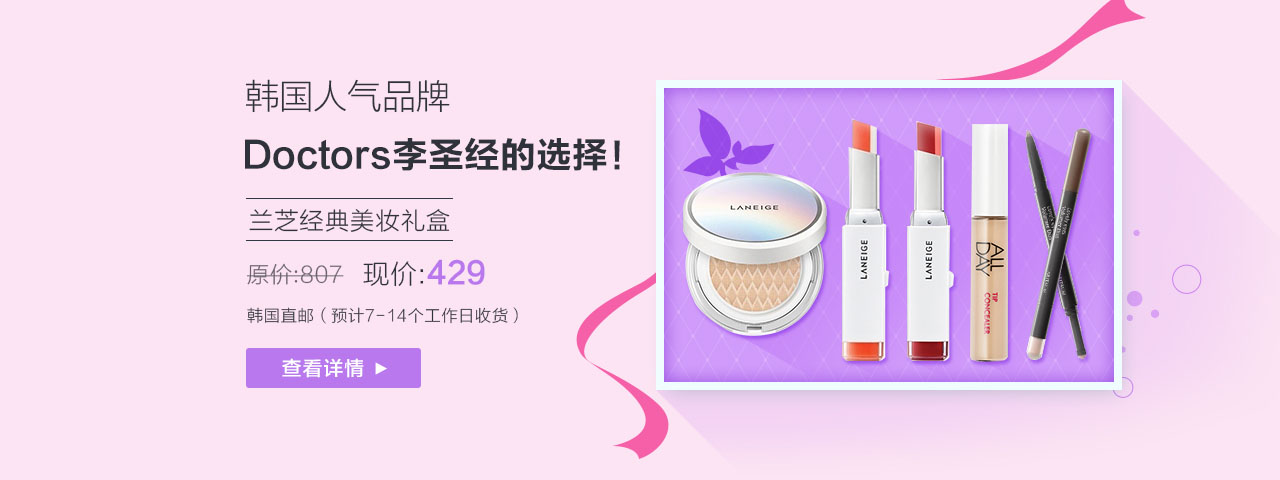 韩国人气品牌
Doctors李圣经的选择!
兰芝经典美妆礼盒
原价:807 现价:429
韩国直邮（预计7-14个工作日收货）
查看详情
LANEIGE
LANEIGE
LANEIGE
ALL
DAY
TIP
CONCEALER